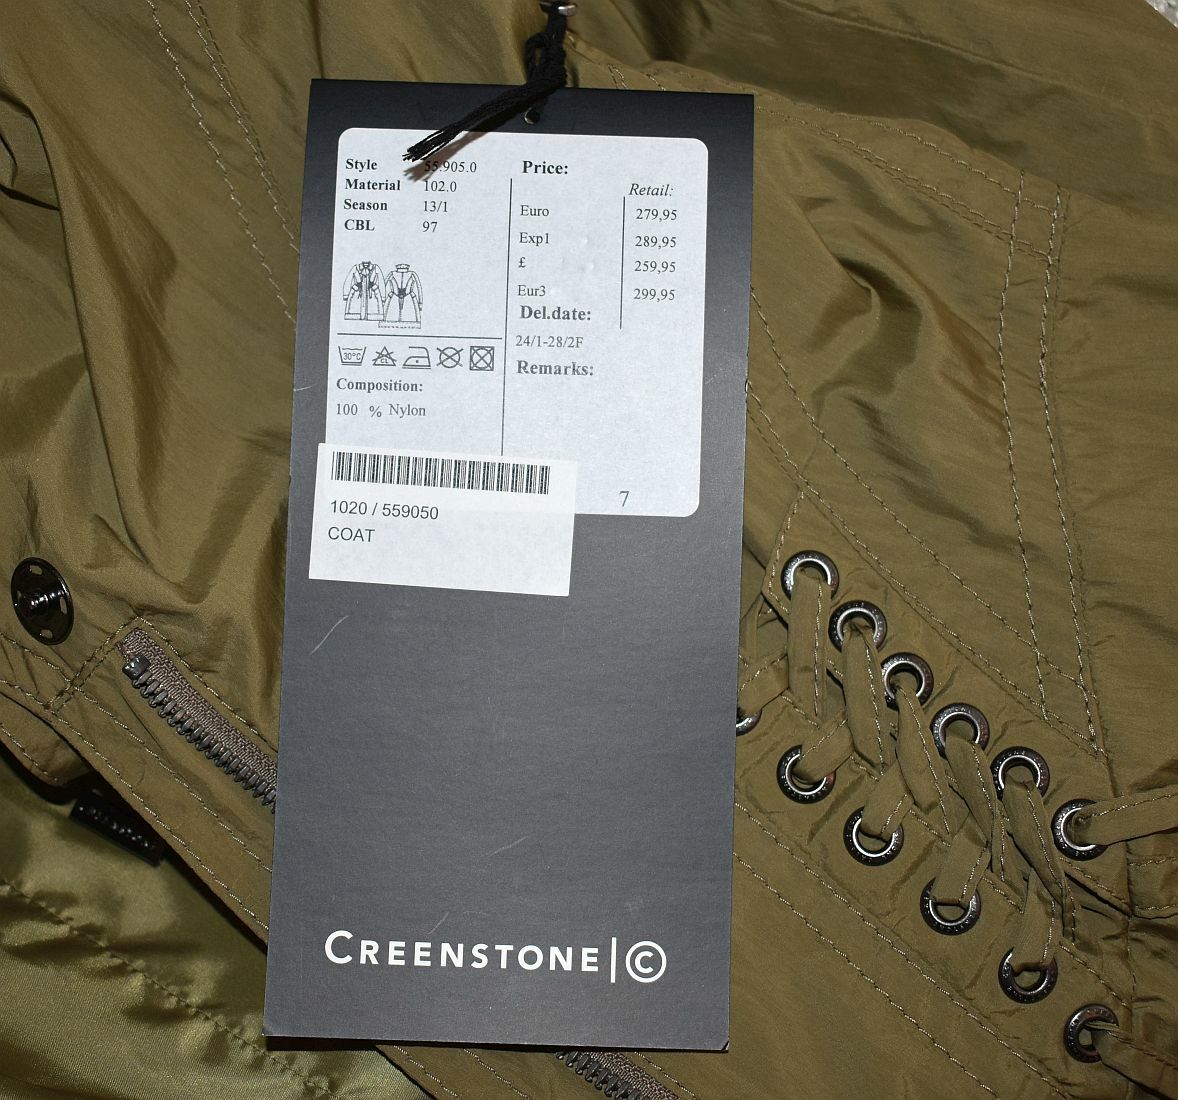 Style 55.905.0
Material 102.0
Season 13/1
CBL 97
30°C
CL
Composition:
100 % Nylon
Price:
Retail:
Euro 279,95
Exp1 289,95
£ 259,95
Eur3 299,95
Del.date:
24/1-28/2F
Remarks:
7
1020 / 559050
COAT
CREENSTONE|©